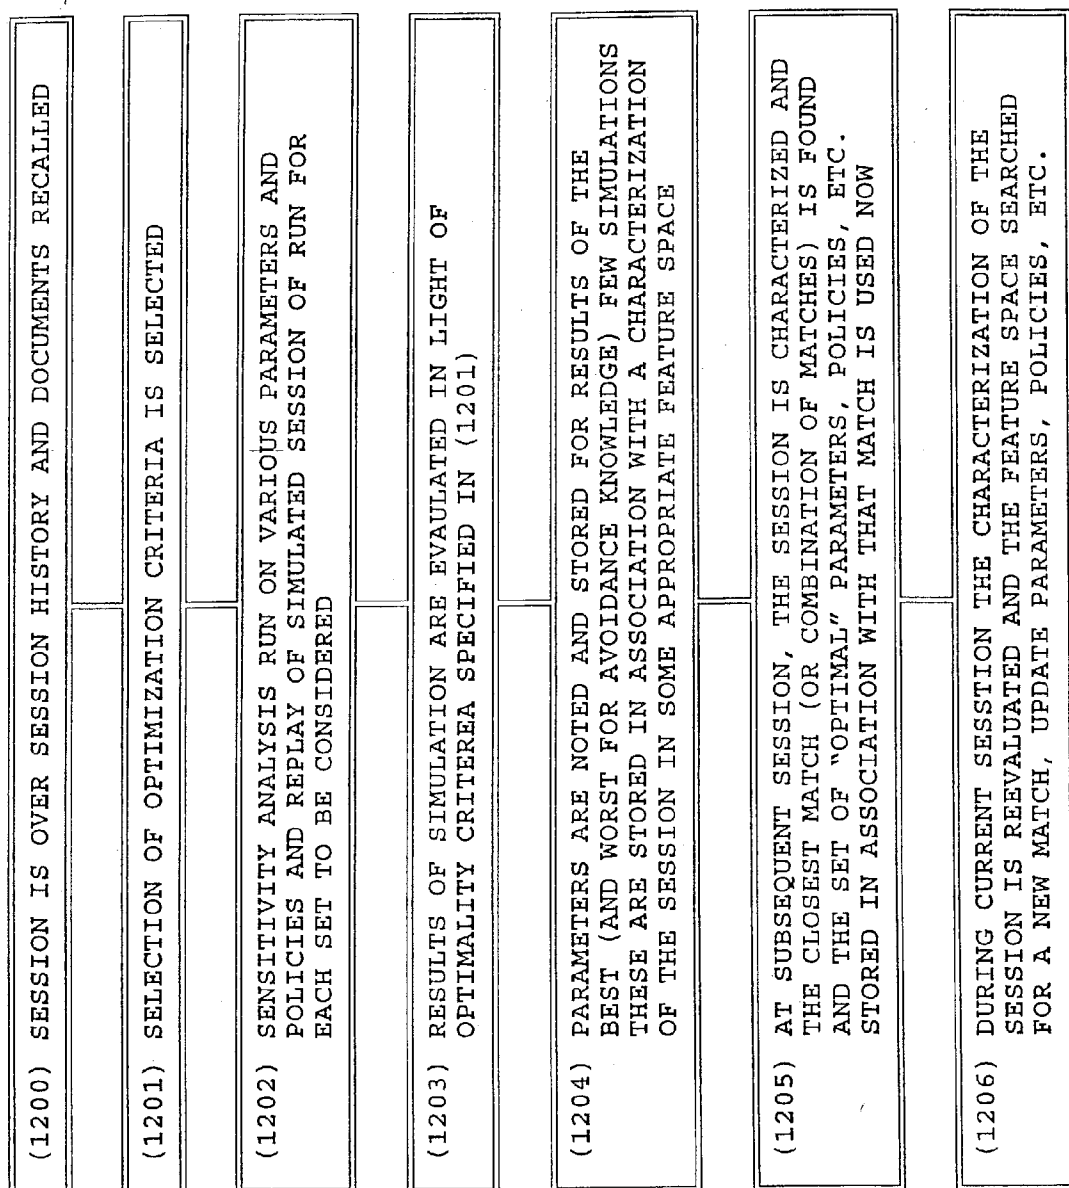 (1200) SESSION IS OVER SESSION HISTORY AND DOCUMENTS RECALLED
(1201) SELECTION OF OPTIMIZATION CRITERIA IS SELECTED
(1202) SENSITIVITY ANALYSIS RUN ON VARIOUS PARAMETERS AND
POLICIES AND REPLAY OF SIMULATED SESSION OF RUN FOR
EACH SET TO BE CONSIDERED
(1203) RESULTS OF SIMULATION ARE EVAULATED IN LIGHT OF
OPTIMALITY CRITEREA SPECIFIED IN (1201)
(1204) PARAMETERS ARE NOTED AND STORED FOR RESULTS OF THE
BEST (AND WORST FOR AVOIDANCE KNOWLEDGE) FEW SIMULATIONS
THESE ARE STORED IN ASSOCIATION WITH A CHARACTERIZATION
OF THE SESSION IN SOME APPROPRIATE FEATURE SPACE
(1205) AT SUBSEQUENT SESSION, THE SESSION IS CHARACTERIZED AND
THE CLOSEST MATCH (OR COMBINATION OF MATCHES) IS FOUND
AND THE SET OF "OPTIMAL" PARAMETERS, POLICIES, ETC.
STORED IN ASSOCIATION WITH THAT MATCH IS USED NOW
(1206) DURING CURRENT SESSTION THE CHARACTERIZATION OF THE
SESSION IS REEVALUATED AND THE FEATURE SPACE SEARCHED
FOR A NEW MATCH, UPDATE PARAMETERS, POLICIES, ETC.